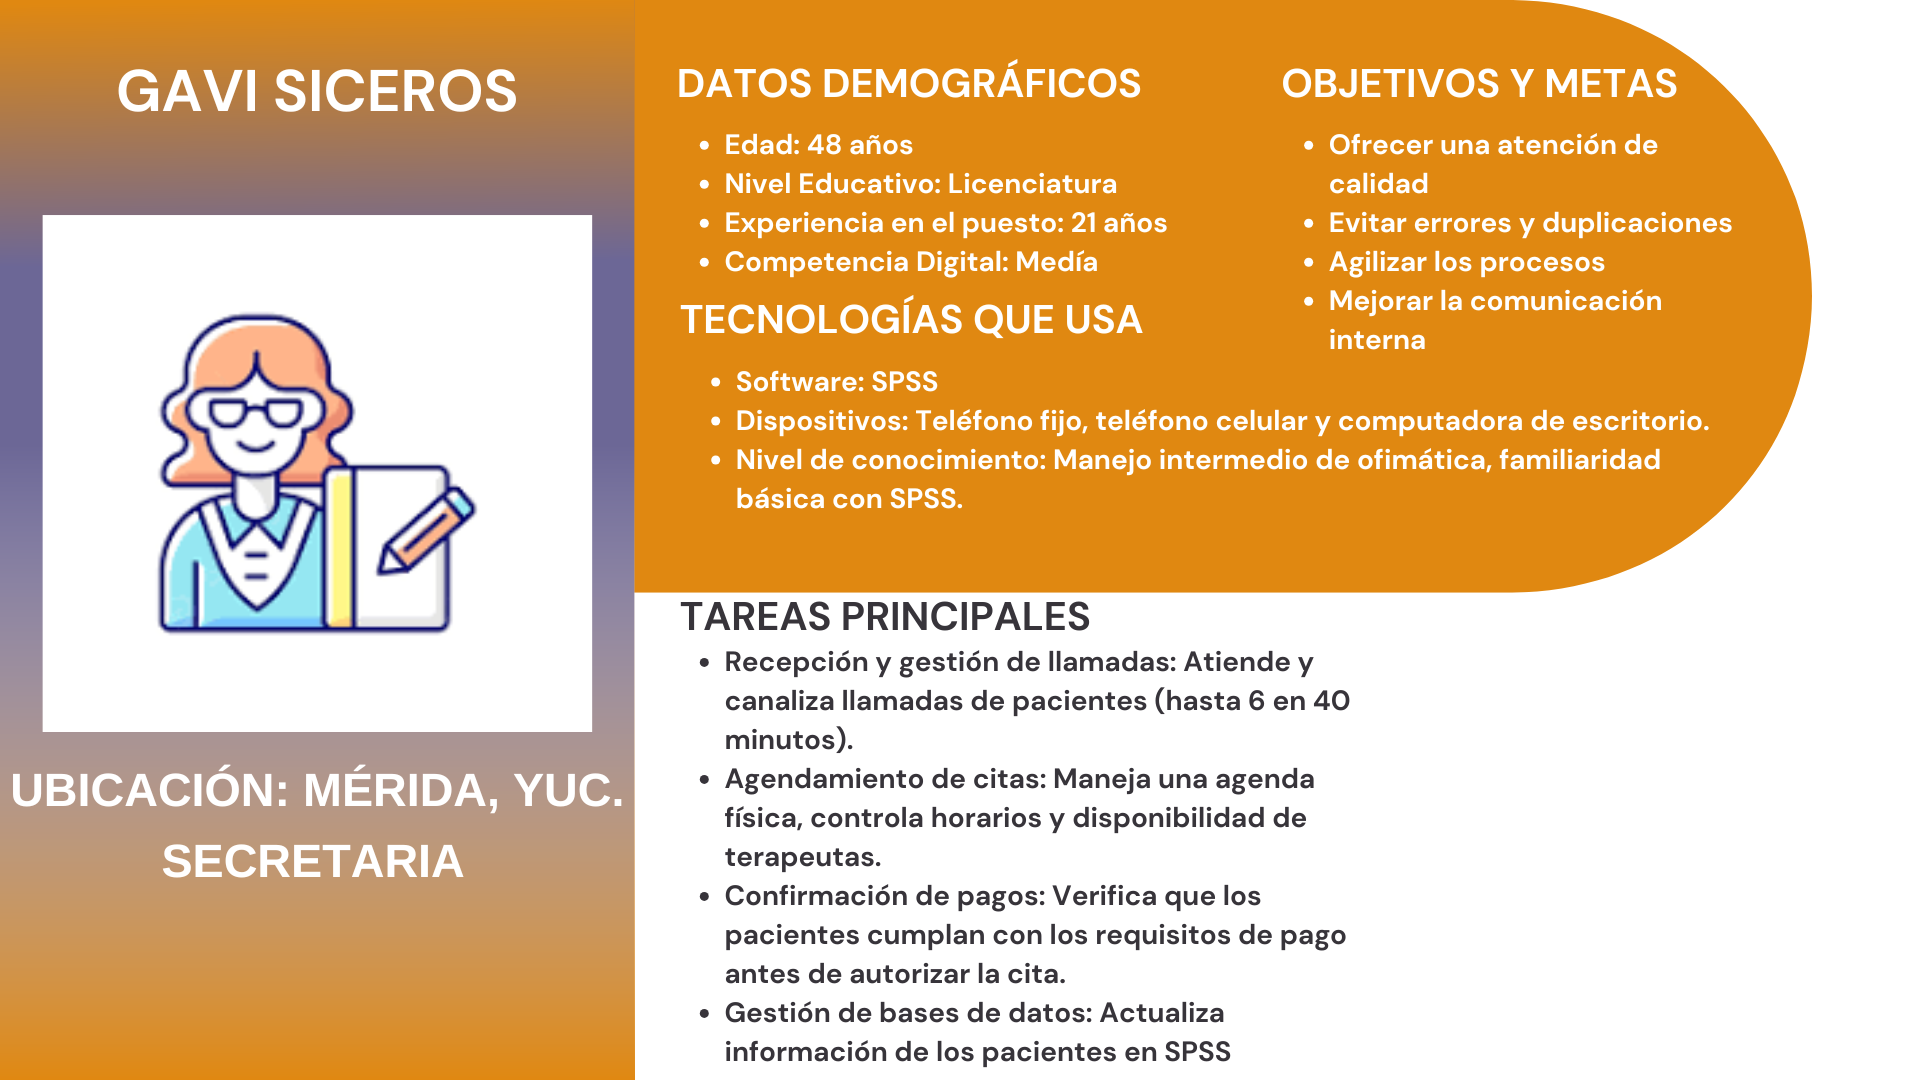 GAVI SICEROS
UBICACIÓN: MÉRIDA, YUC.
SECRETARIA
DATOS DEMOGRÁFICOS
• Edad: 48 años
• Nivel Educativo: Licenciatura
• Experiencia en el puesto: 21 años
• Competencia Digital: Medía
TECNOLOGÍAS QUE USA
• Software: SPSS
• Dispositivos: Teléfono fijo, teléfono celular y computadora de escritorio.
• Nivel de conocimiento: Manejo intermedio de ofimática, familiaridad
básica con SPSS.
OBJETIVOS Y METAS
• Ofrecer una atención de
calidad
• Evitar errores y duplicaciones
• Agilizar los procesos
• Mejorar la comunicación
interna
TAREAS PRINCIPALES
• Recepción y gestión de llamadas: Atiende y
canaliza llamadas de pacientes (hasta 6 en 40
minutos).
• Agendamiento de citas: Maneja una agenda
física, controla horarios y disponibilidad de
terapeutas.
• Confirmación de pagos: Verifica que los
pacientes cumplan con los requisitos de pago
antes de autorizar la cita.
• Gestión de bases de datos: Actualiza
información de los pacientes en SPSS